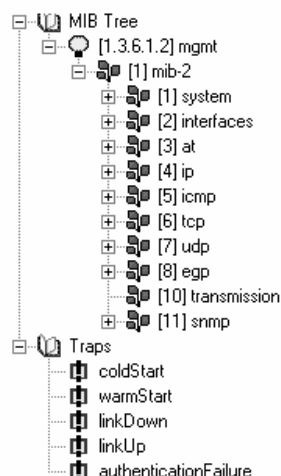 MIB Tree
[1.3.6.1.2] mgmt
[1] mib-2
[1] system
[2] interfaces
[3] at
[4] ip
[5] icmp
[6] tcp
[7] udp
[8] egp
[10] transmission
[11] snmp
Traps
coldStart
warmStart
linkDown
linkUp
authenticationFailure